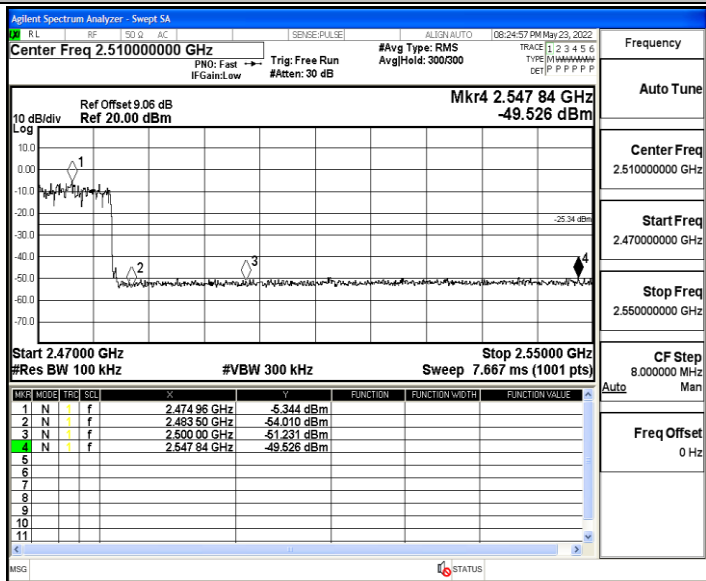 Agilent Spectrum Analyzer - Swept SA
LXI RL RF 50 Ω AC SENSE:PULSE ALIGN AUTO 08:24:57 PM May 23, 2022
Center Freq 2.510000000 GHz
PNO: Fast
IFGain:Low
Trig: Free Run
#Atten: 30 dB
#Avg Type: RMS
Avg|Hold: 300/300
TRACE 1 2 3 4 5 6
TYPE M WWWWW
DET P P P P P P
Ref Offset 9.06 dB
10 dB/div Ref 20.00 dBm
Log
Mkr4 2.547 84 GHz
-49.526 dBm
10.0
0.00
-10.0
-20.0
-30.0
-40.0
-50.0
-60.0
-70.0
1
2
3
4
-25.34 dBm
Start 2.47000 GHz Stop 2.55000 GHz
#Res BW 100 kHz #VBW 300 kHz Sweep 7.667 ms (1001 pts)
MKR MODE TRC SCL X Y FUNCTION FUNCTION WIDTH FUNCTION VALUE
1 N 1 f 2.474 96 GHz -5.344 dBm
2 N 1 f 2.483 50 GHz -54.010 dBm
3 N 1 f 2.500 00 GHz -51.231 dBm
4 N 1 f 2.547 84 GHz -49.526 dBm
5
6
7
8
9
10
11
MSG STATUS
Frequency
Auto Tune
Center Freq
2.510000000 GHz
Start Freq
2.470000000 GHz
Stop Freq
2.550000000 GHz
CF Step
8.000000 MHz
Auto Man
Freq Offset
0 Hz